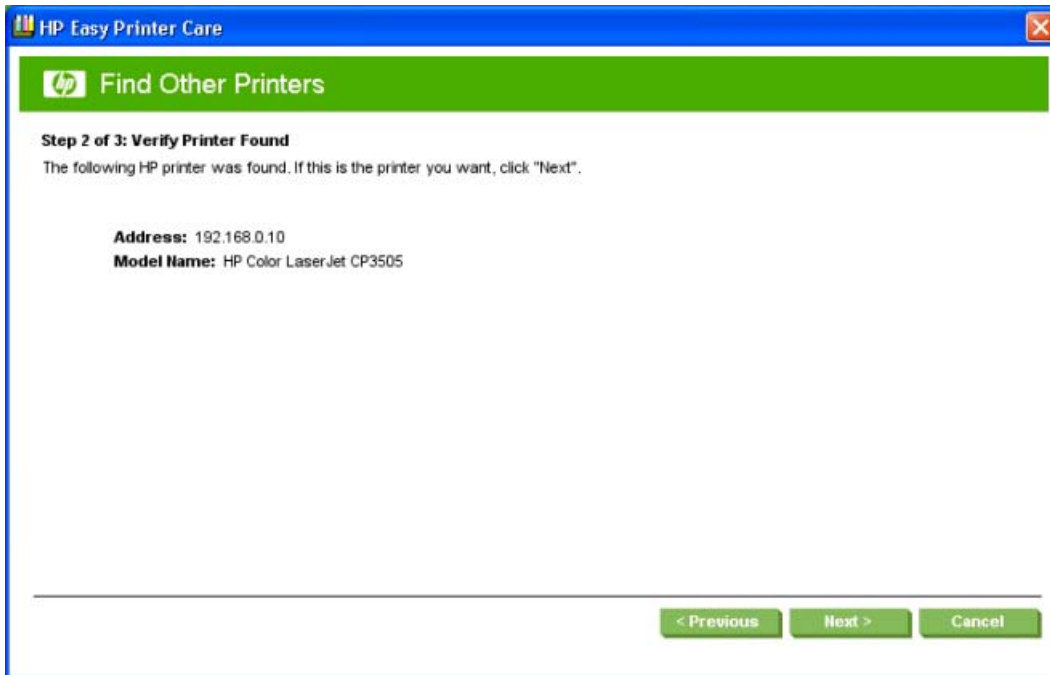 HP Easy Printer Care
hp Find Other Printers
Step 2 of 3: Verify Printer Found
The following HP printer was found. If this is the printer you want, click "Next".
Address: 192.168.0.10
Model Name: HP Color LaserJet CP3505
< Previous Next > Cancel